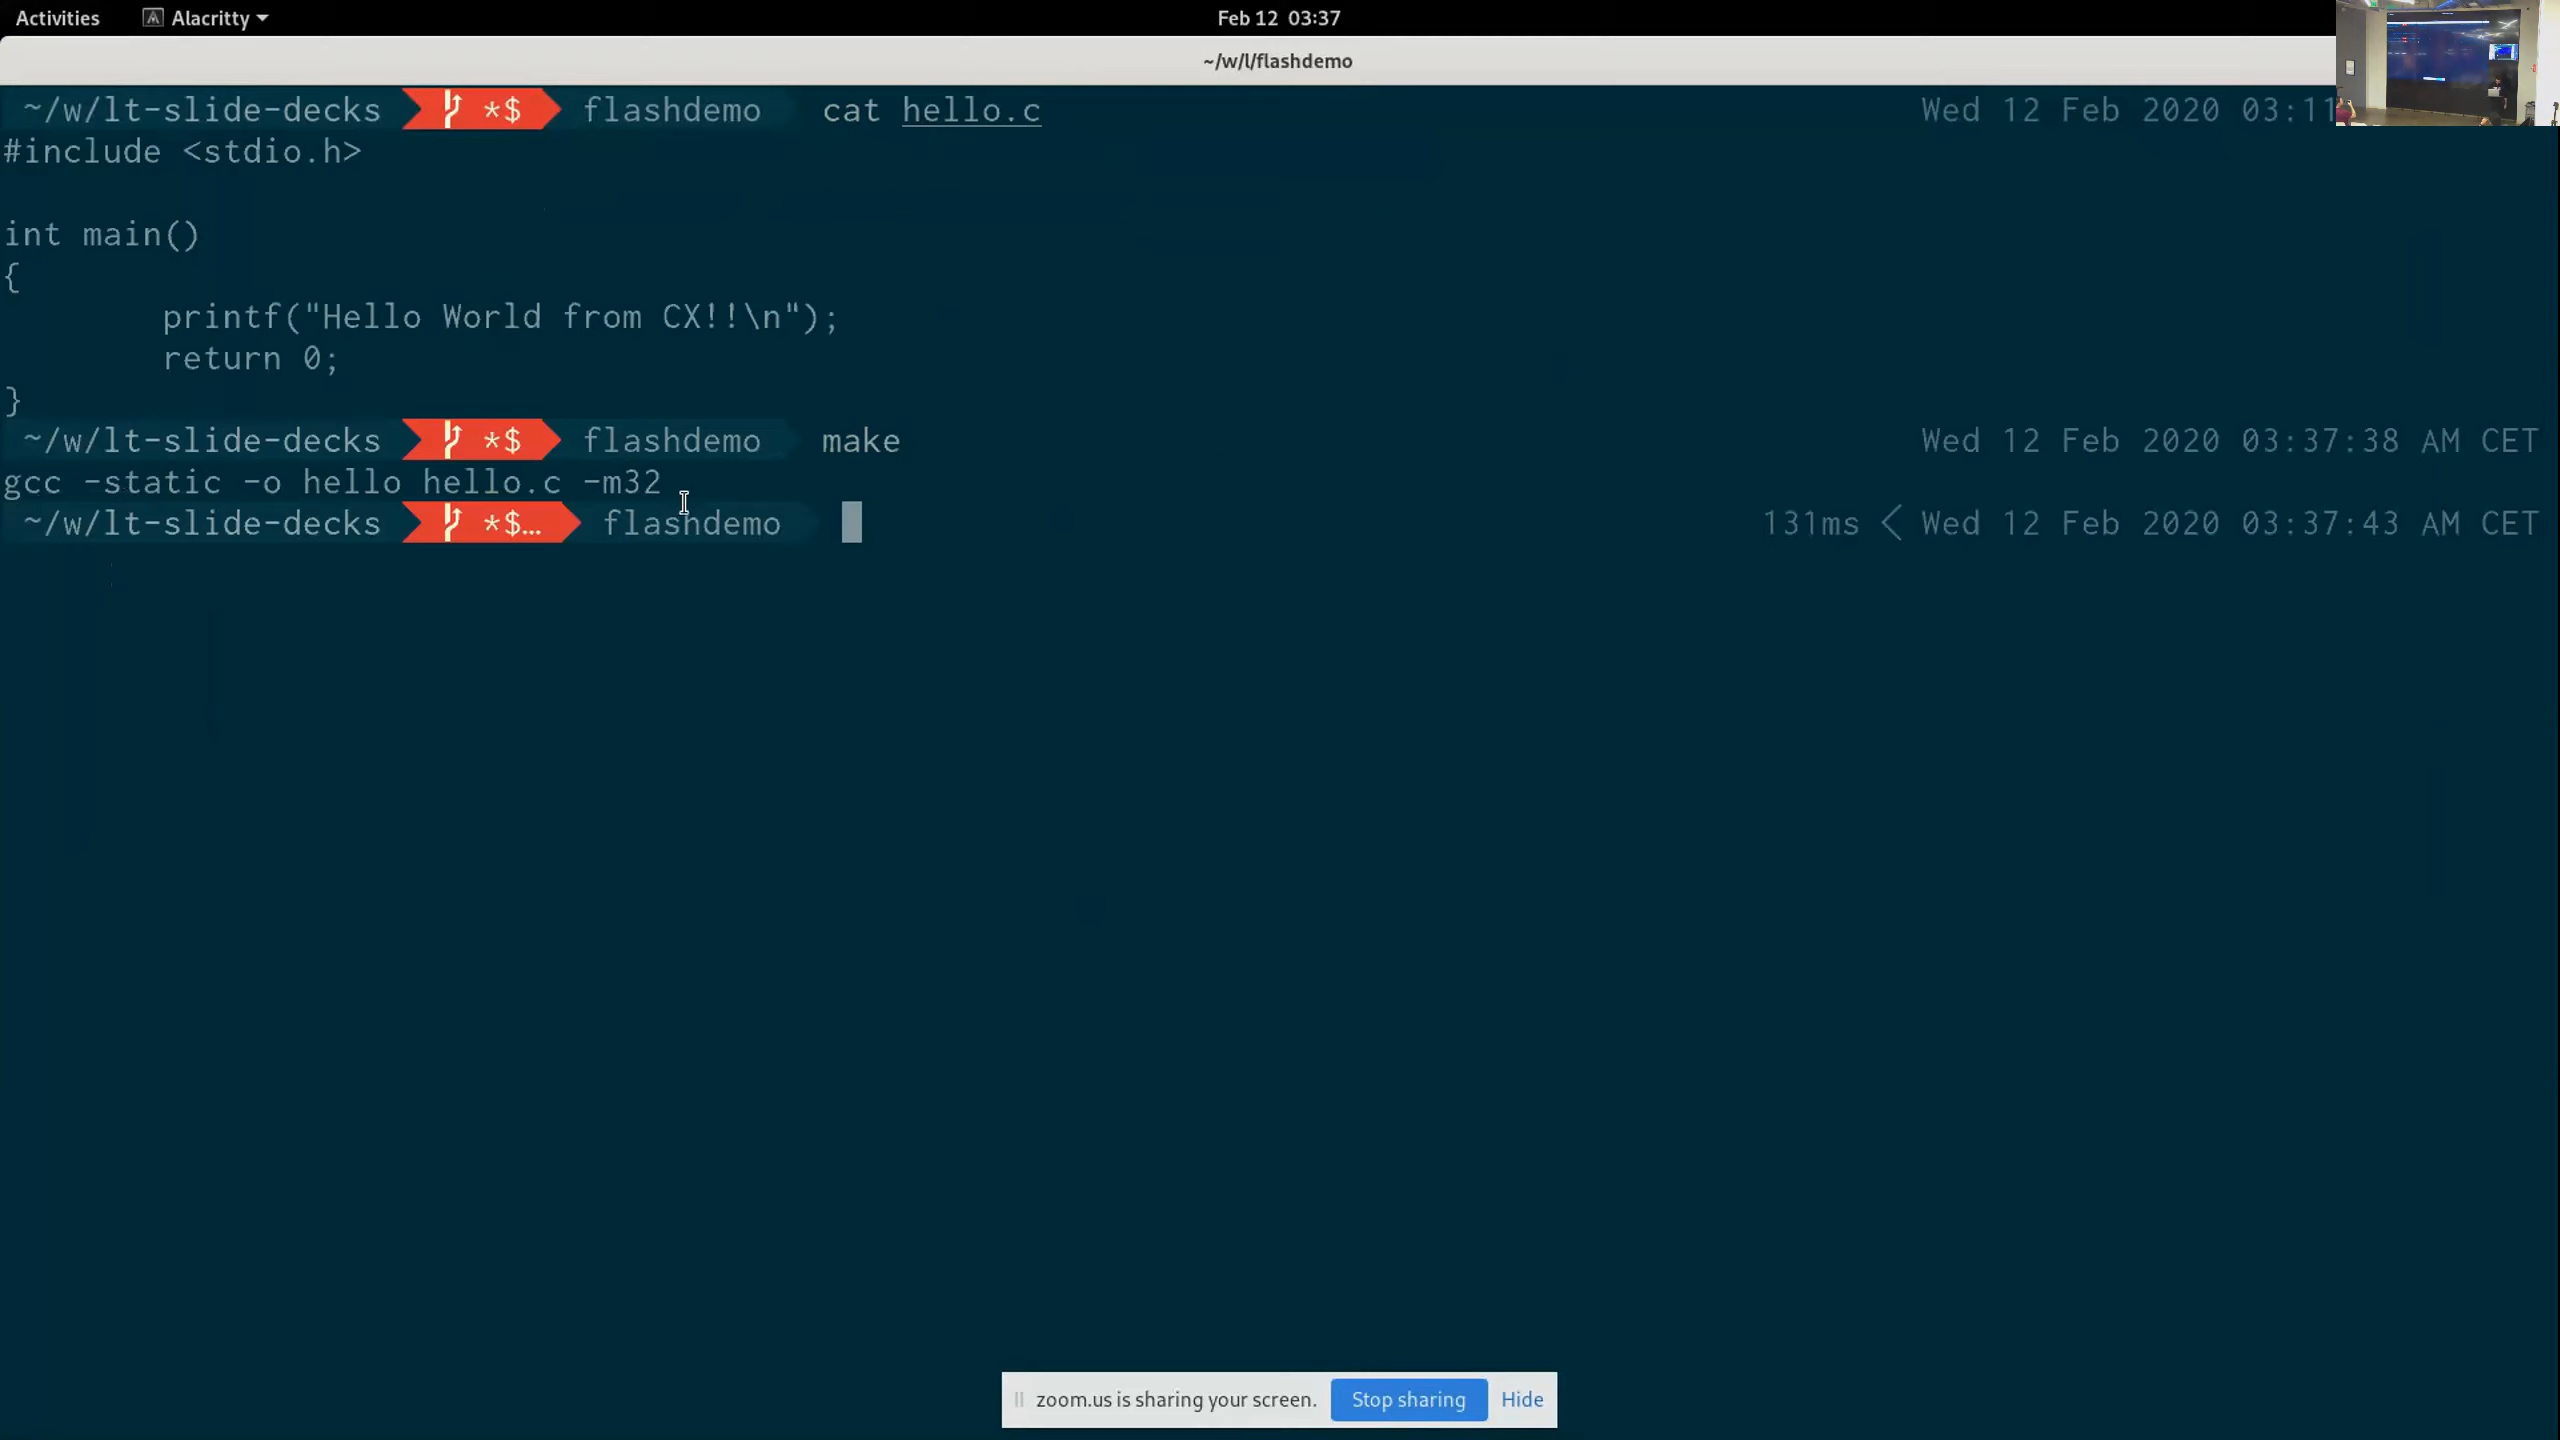 Activities Alacritty Feb 12 03:37
~/w/l/flashdemo
~/w/lt-slide-decks *$ flashdemo cat hello.c Wed 12 Feb 2020 03:11
#include <stdio.h>
int main()
{
printf("Hello World from CX!!\n");
return 0;
}
~/w/lt-slide-decks *$ flashdemo make Wed 12 Feb 2020 03:37:38 AM CET
gcc -static -o hello hello.c -m32
~/w/lt-slide-decks *$… flashdemo 131ms < Wed 12 Feb 2020 03:37:43 AM CET
zoom.us is sharing your screen. Stop sharing Hide